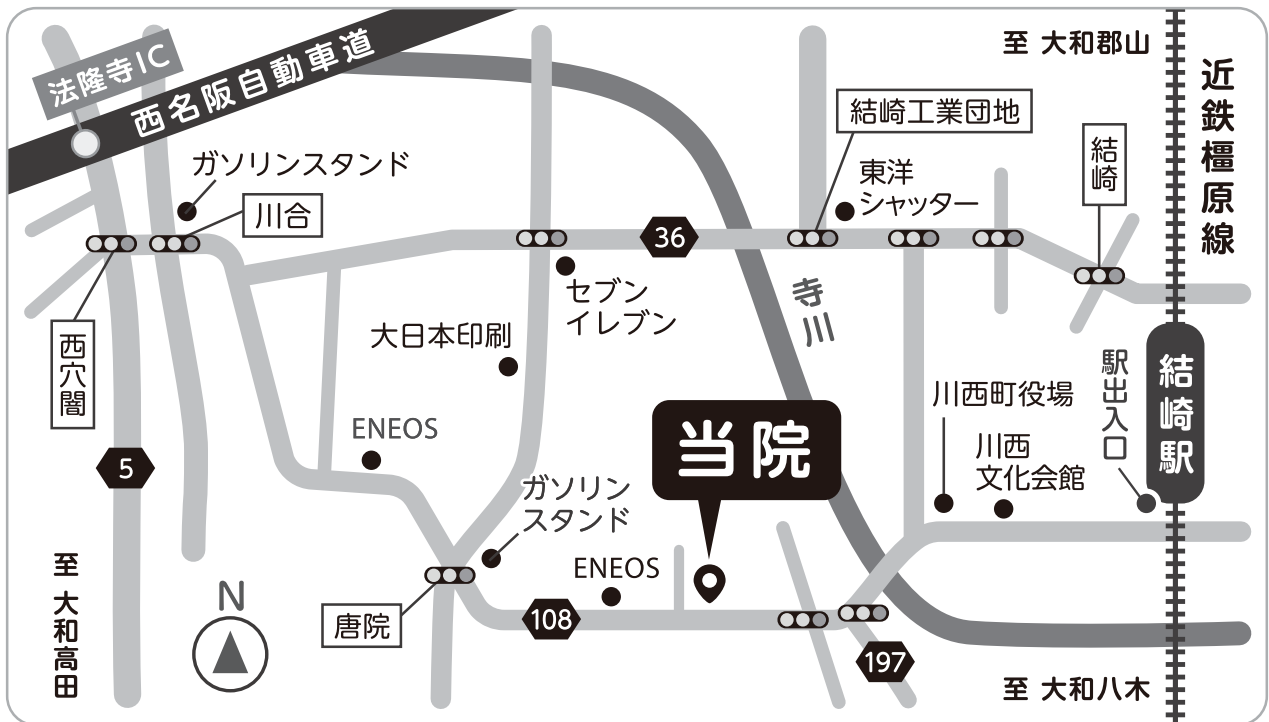 法隆寺IC
西名阪自動車道
至 大和郡山
近鉄橿原線
ガソリンスタンド
川合
結崎工業団地
東洋
シャッター
結崎
36
セブン
イレブン
寺川
大日本印刷
西穴闇
ENEOS
5
当院
川西町役場
駅出入口
結崎駅
川西
文化会館
ガソリン
スタンド
ENEOS
至 大和高田
N
唐院
108
197
至 大和八木